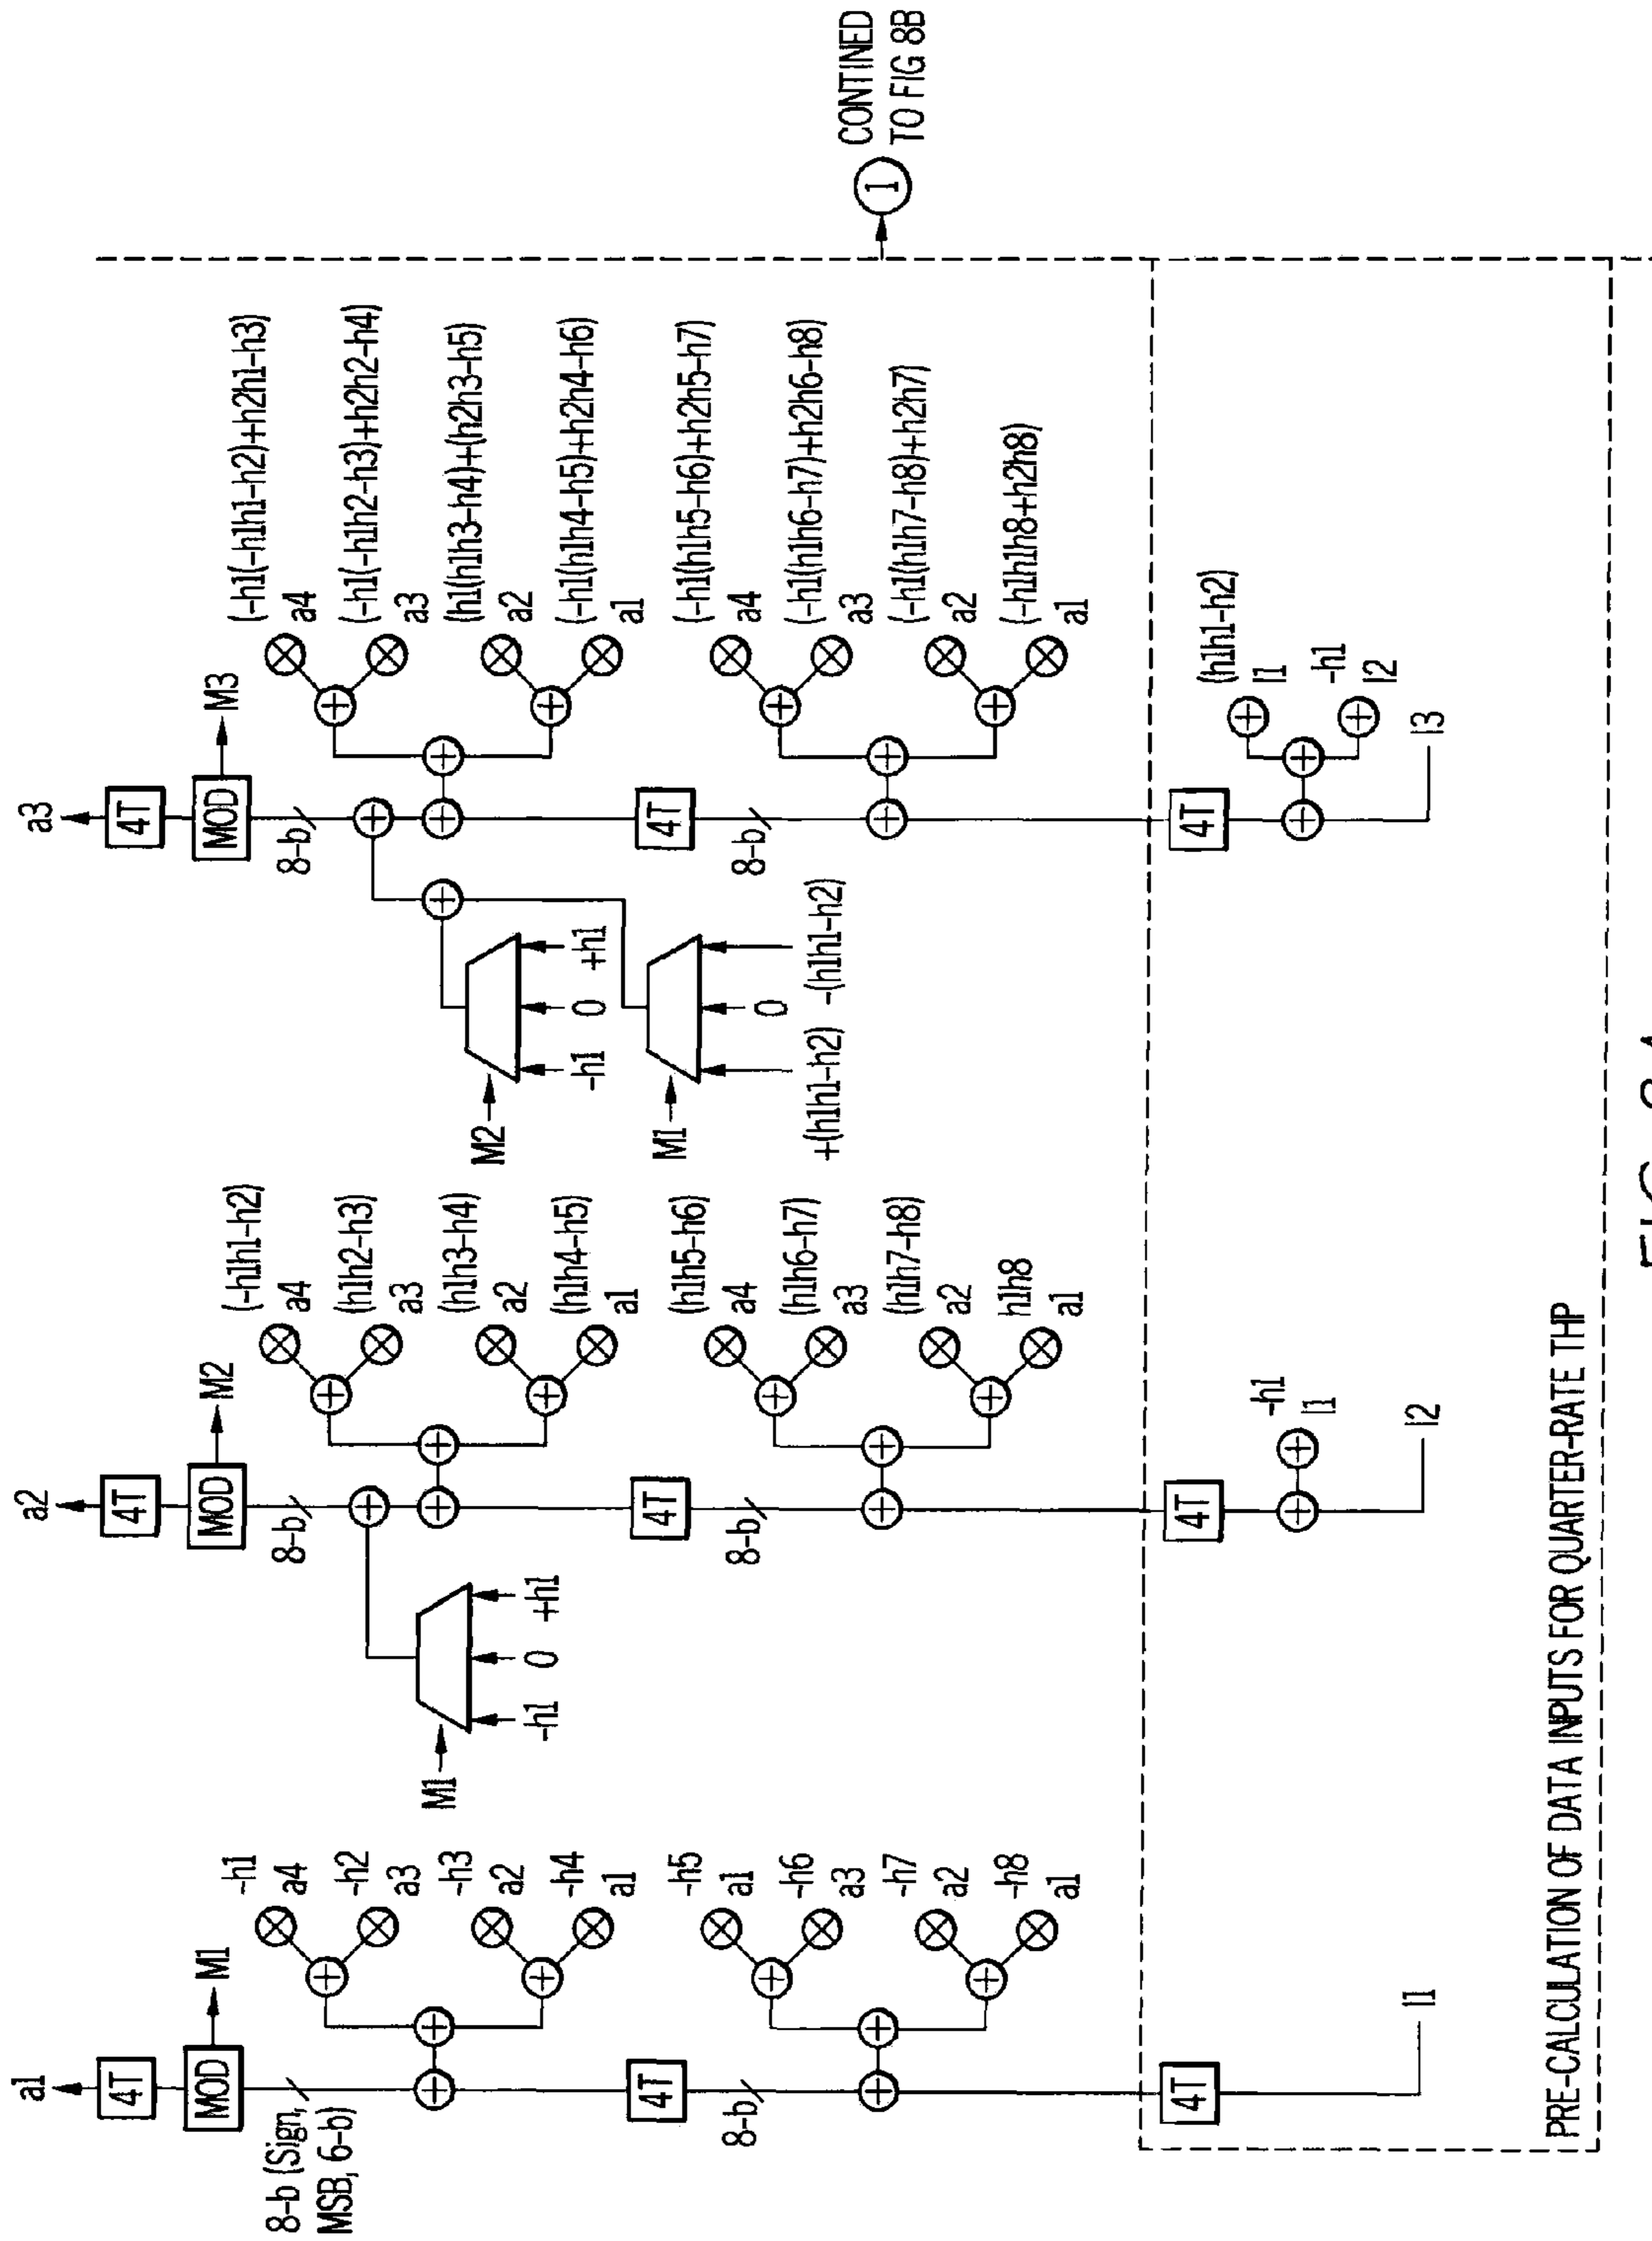 a1
4T
MOD
M1
8-b (Sign,
MSB, 6-b)
-h1
a4
-h2
a3
-h3
a2
-h4
a1
4T
8-b
-h5
a1
-h6
a3
-h7
a2
-h8
a1
4T
I1
a2
4T
MOD
M2
8-b
M1
-h1
0
+h1
(-h1h1-h2)
a4
(h1h2-h3)
a3
(h1h3-h4)
a2
(h1h4-h5)
a1
4T
8-b
(h1h5-h6)
a4
(h1h6-h7)
a3
(h1h7-h8)
a2
h1h8
a1
4T
-h1
I1
I2
a3
4T
MOD
M3
8-b
M2
-h1
0
+h1
M1
+(h1h1-h2)
0
-(h1h1-h2)
(-h1(-h1h1-h2)+h2h1-h3)
a4
(-h1(-h1h2-h3)+h2h2-h4)
a3
(h1(h1h3-h4)+(h2h3-h5)
a2
(-h1(h1h4-h5)+h2h4-h6)
a1
4T
8-b
(-h1(h1h5-h6)+h2h5-h7)
a4
(-h1(h1h6-h7)+h2h6-h8)
a3
(-h1(h1h7-h8)+h2h7)
a2
(-h1h1h8+h2h8)
a1
4T
(h1h1-h2)
I1
-h1
I2
I3
PRE-CALCULATION OF DATA INPUTS FOR QUARTER-RATE THP
1
CONTINED
TO FIG 8B